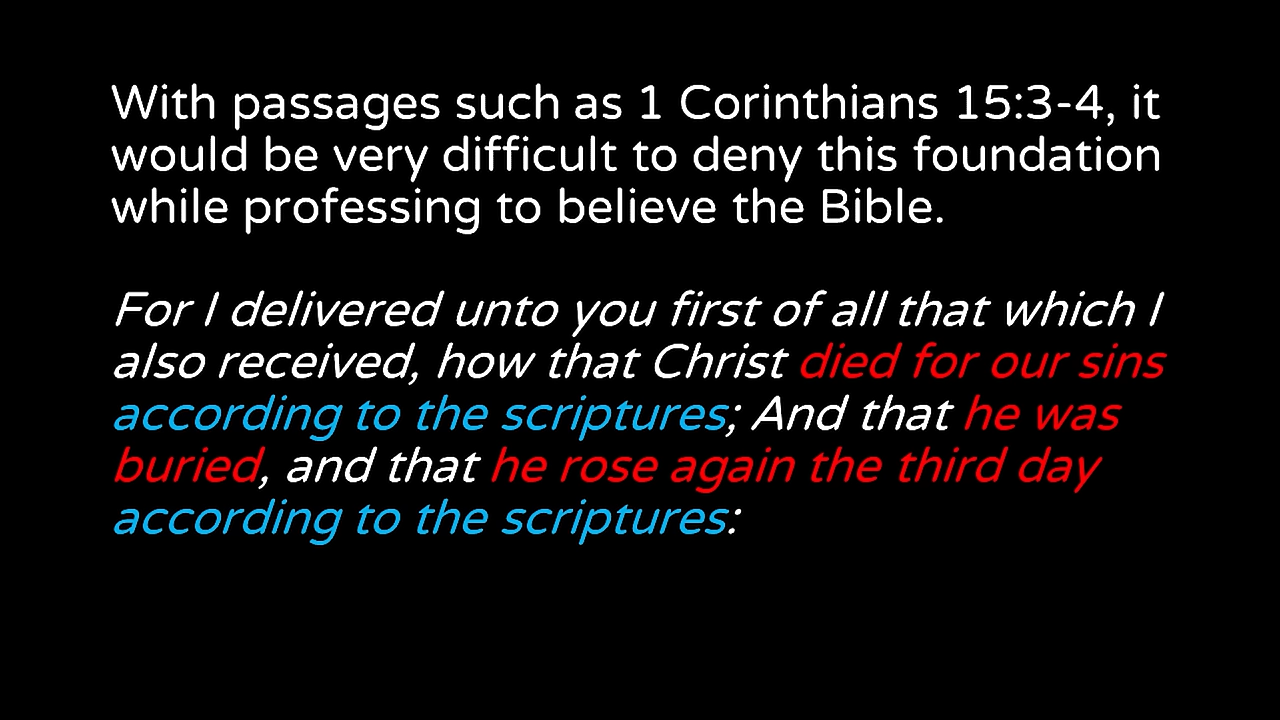 With passages such as 1 Corinthians 15:3-4, it
would be very difficult to deny this foundation
while professing to believe the Bible.
For I delivered unto you first of all that which I
also received, how that Christ died for our sins
according to the scriptures; And that he was
buried, and that he rose again the third day
according to the scriptures: